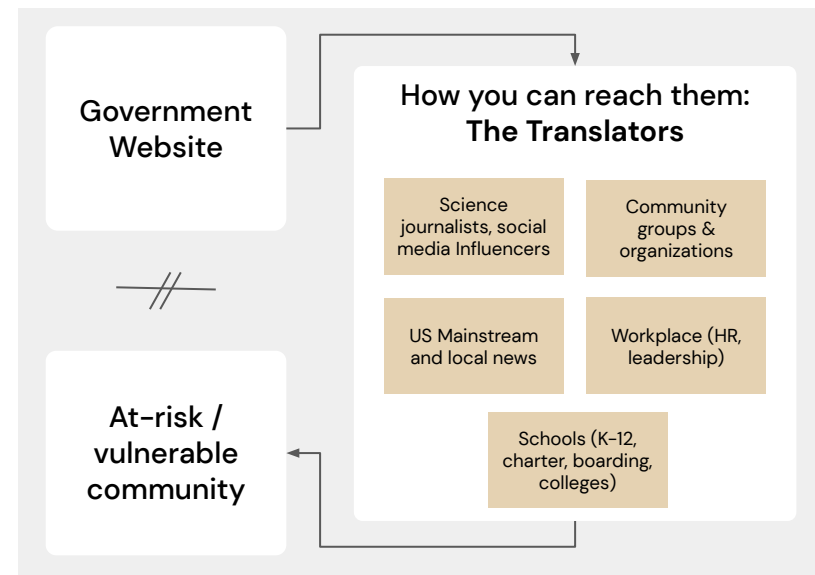 Government
Website
How you can reach them:
The Translators
Science
journalists, social
media Influencers
Community
groups &
organizations
US Mainstream
and local news
Workplace (HR,
leadership)
Schools (K-12,
charter, boarding,
colleges)
At-risk /
vulnerable
community